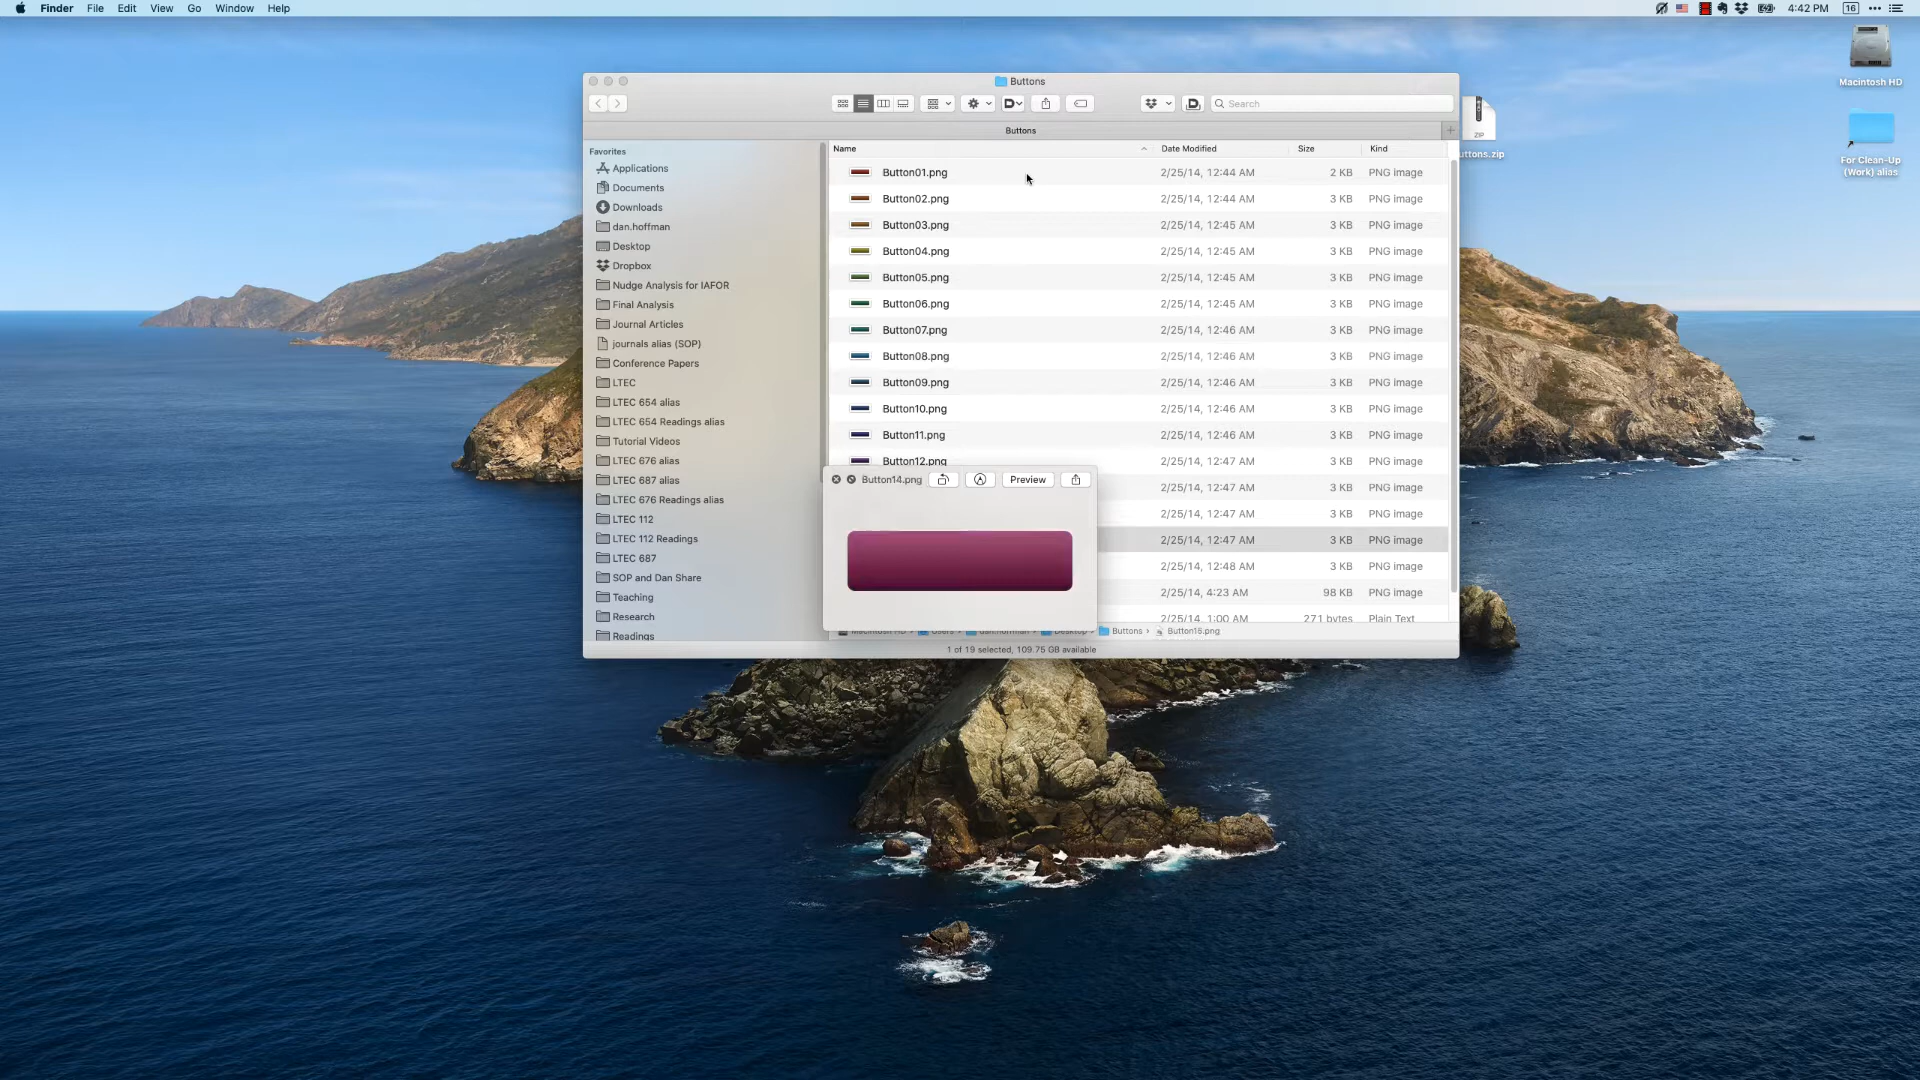 Finder File Edit View Go Window Help
4:42 PM 16
Macintosh HD
For Clean-Up
(Work) alias
ZIP
uttons.zip
Buttons
Search
Buttons
Favorites
Applications
Documents
Downloads
dan.hoffman
Desktop
Dropbox
Nudge Analysis for IAFOR
Final Analysis
Journal Articles
journals alias (SOP)
Conference Papers
LTEC
LTEC 654 alias
LTEC 654 Readings alias
Tutorial Videos
LTEC 676 alias
LTEC 687 alias
LTEC 676 Readings alias
LTEC 112
LTEC 112 Readings
LTEC 687
SOP and Dan Share
Teaching
Research
Readings
Name Date Modified Size Kind
Button01.png 2/25/14, 12:44 AM 2 KB PNG image
Button02.png 2/25/14, 12:44 AM 3 KB PNG image
Button03.png 2/25/14, 12:45 AM 3 KB PNG image
Button04.png 2/25/14, 12:45 AM 3 KB PNG image
Button05.png 2/25/14, 12:45 AM 3 KB PNG image
Button06.png 2/25/14, 12:45 AM 3 KB PNG image
Button07.png 2/25/14, 12:46 AM 3 KB PNG image
Button08.png 2/25/14, 12:46 AM 3 KB PNG image
Button09.png 2/25/14, 12:46 AM 3 KB PNG image
Button10.png 2/25/14, 12:46 AM 3 KB PNG image
Button11.png 2/25/14, 12:46 AM 3 KB PNG image
Button12.png 2/25/14, 12:47 AM 3 KB PNG image
2/25/14, 12:47 AM 3 KB PNG image
2/25/14, 12:47 AM 3 KB PNG image
2/25/14, 12:47 AM 3 KB PNG image
2/25/14, 12:48 AM 3 KB PNG image
2/25/14, 4:23 AM 98 KB PNG image
2/25/14, 1:00 AM 271 bytes Plain Text
Button14.png Preview
Macintosh HD Users dan.hoffman Desktop Buttons Button16.png
1 of 19 selected, 109.75 GB available